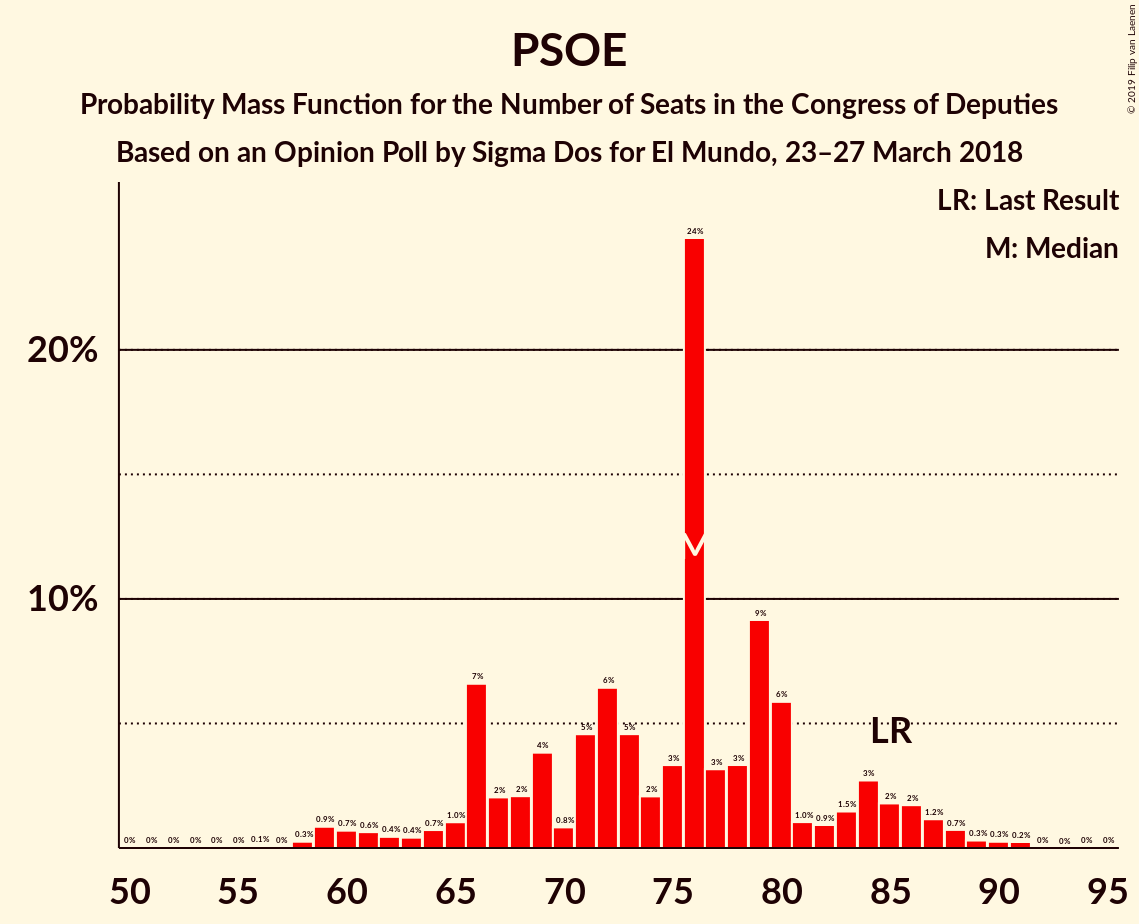 © 2019 Filip van Laenen
PSOE
Probability Mass Function for the Number of Seats in the Congress of Deputies
Based on an Opinion Poll by Sigma Dos for El Mundo, 23–27 March 2018
LR: Last Result
M: Median
20%
10%
0% 0% 0% 0% 0% 0% 0.1% 0% 0.3% 0.9% 0.7% 0.6% 0.4% 0.4% 0.7% 1.0% 7% 2% 2% 4% 0.8% 5% 6% 5% 2% 3% 24% 3% 3% 9% 6% 1.0% 0.9% 1.5% 3% 2% 2% 1.2% 0.7% 0.3% 0.3% 0.2% 0% 0% 0% 0%
LR
50 55 60 65 70 75 80 85 90 95